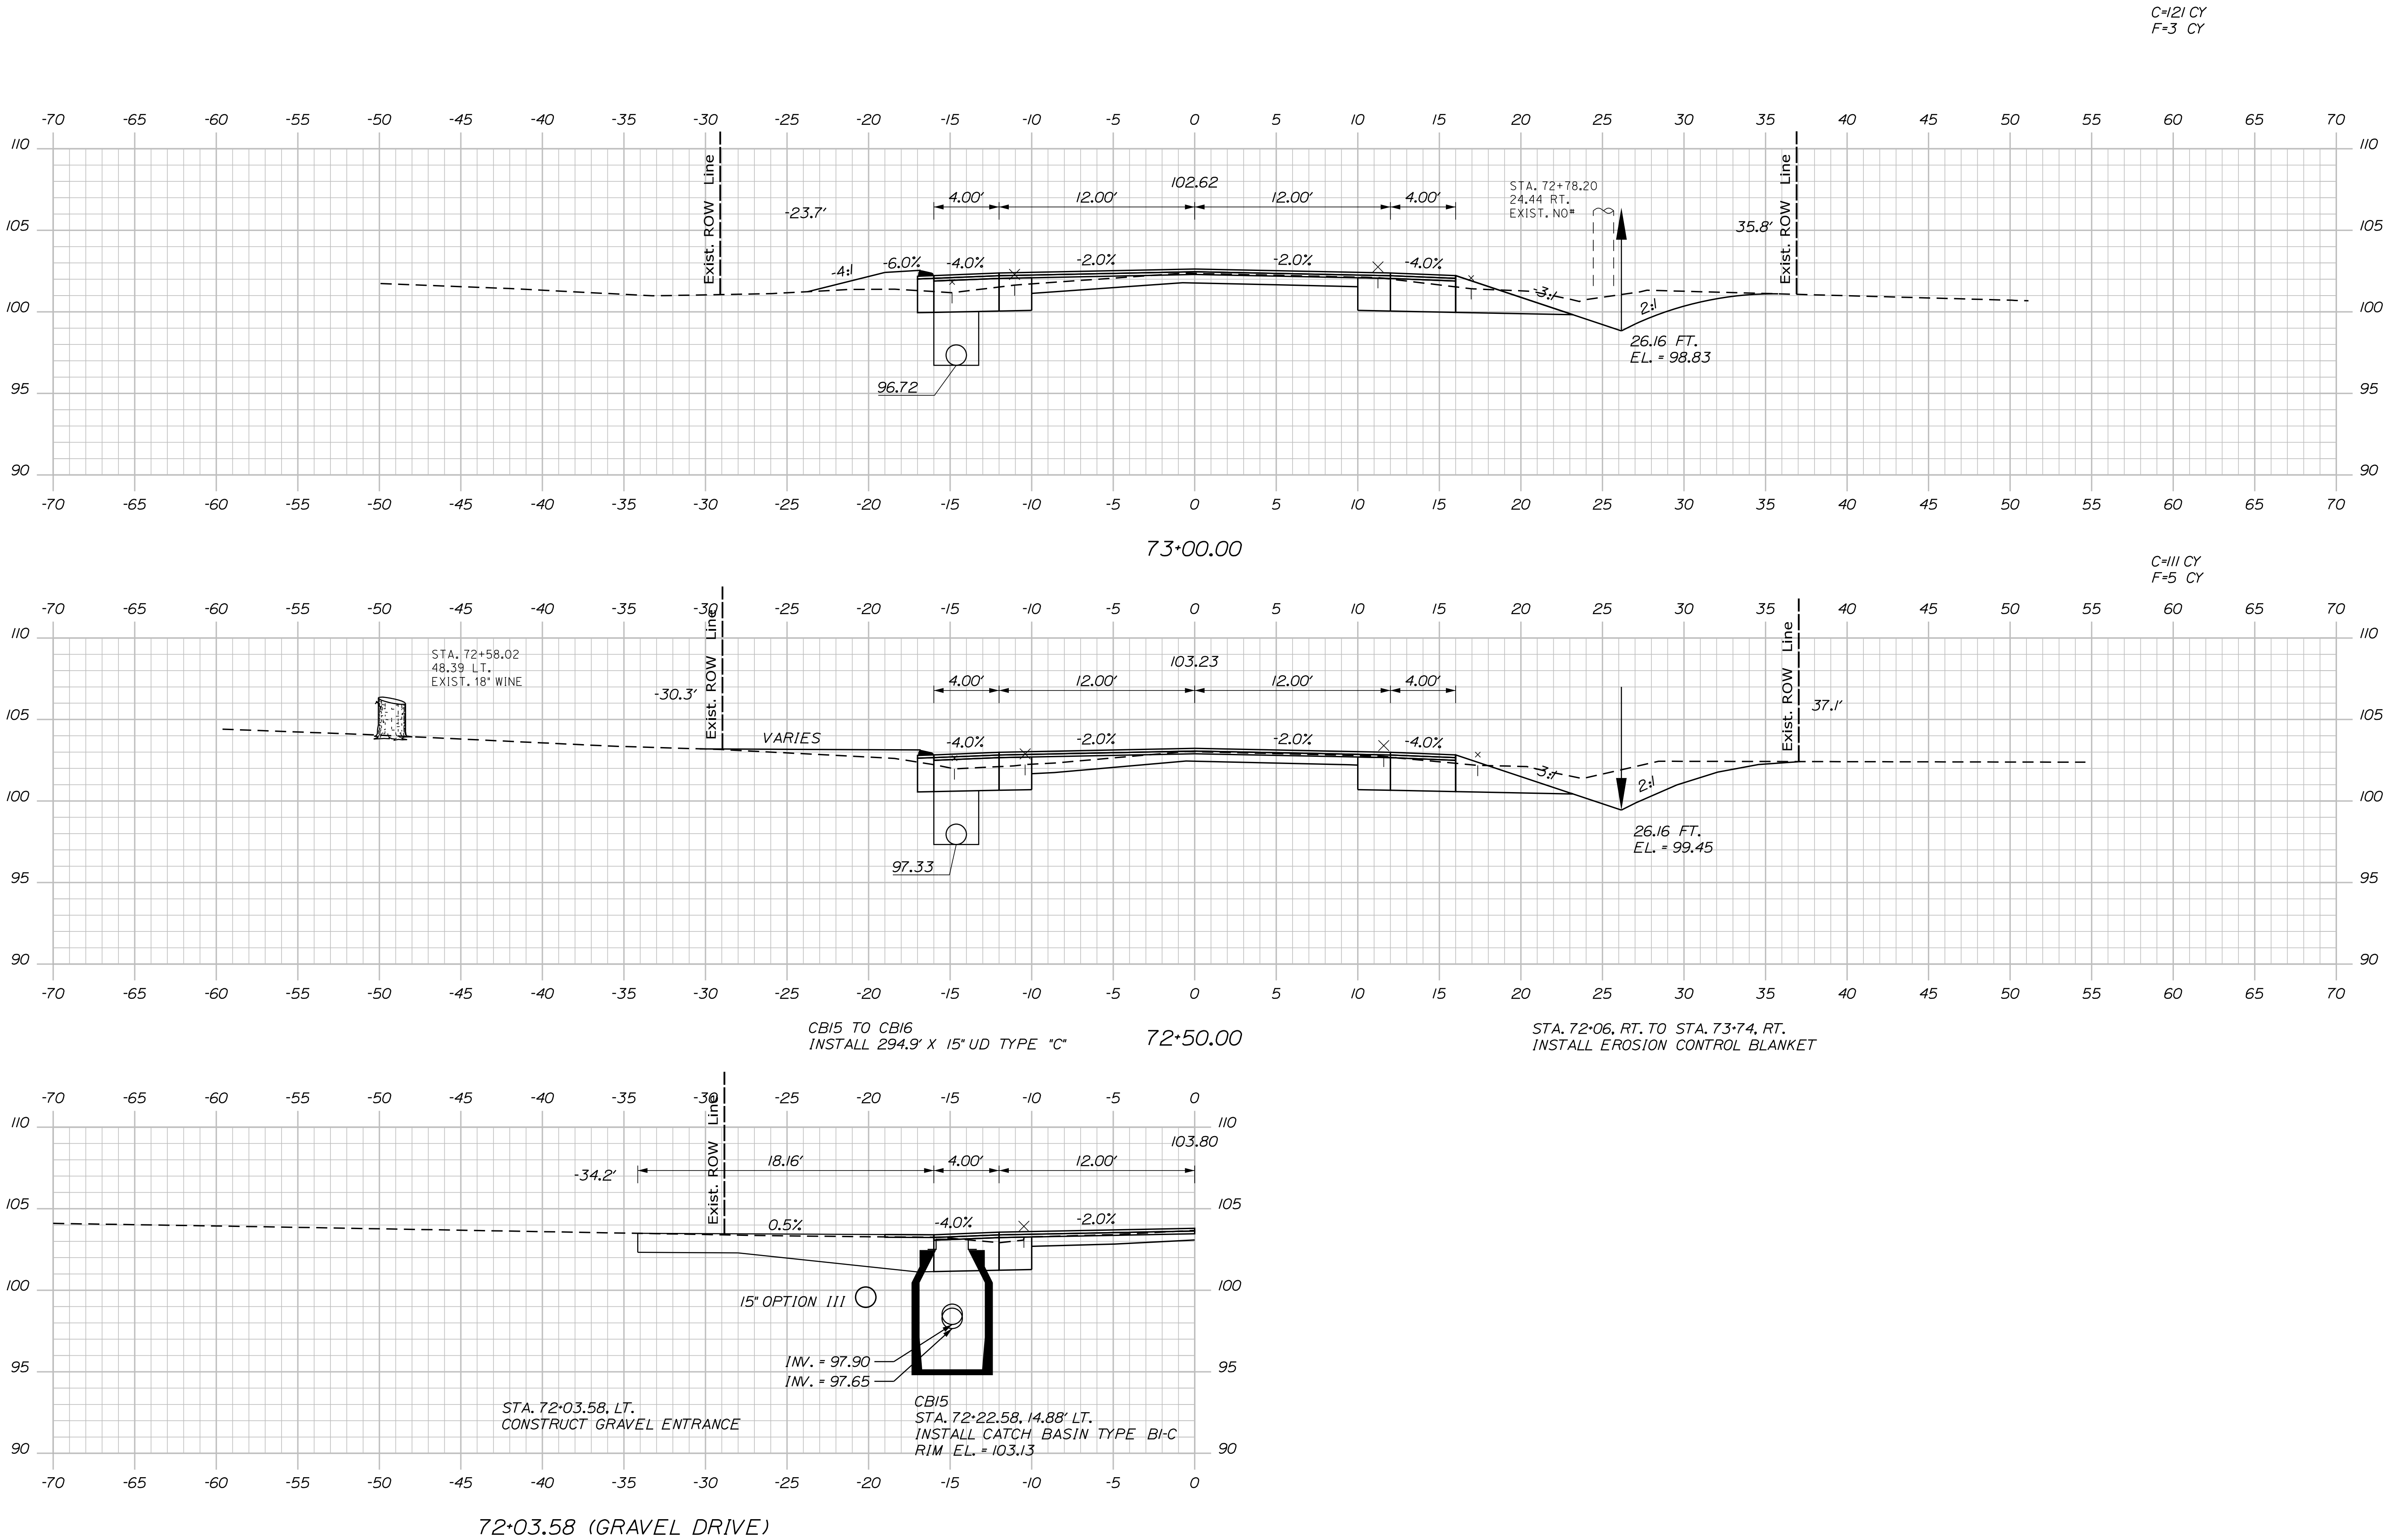 C=121 CY
F=3 CY
-70 -65 -60 -55 -50 -45 -40 -35 -30 -25 -20 -15 -10 -5 0 5 10 15 20 25 30 35 40 45 50 55 60 65 70
110 110
Exist. ROW Line
Exist. ROW Line
102.62
4.00' 12.00' 12.00' 4.00'
STA. 72+78.20
24.44 RT.
EXIST. NO"
-23.7'
35.8'
105 105
-4:1 -6.0% -4.0% -2.0% -2.0% -4.0%
-3:1 2:1
100 100
26.16 FT.
EL. = 98.83
96.72
95 95
90 90
-70 -65 -60 -55 -50 -45 -40 -35 -30 -25 -20 -15 -10 -5 0 5 10 15 20 25 30 35 40 45 50 55 60 65 70
73+00.00
C=111 CY
F=5 CY
-70 -65 -60 -55 -50 -45 -40 -35 -30 -25 -20 -15 -10 -5 0 5 10 15 20 25 30 35 40 45 50 55 60 65 70
110 110
Exist. ROW Line
Exist. ROW Line
STA. 72+58.02
48.39 LT.
EXIST. 18" WINE
103.23
4.00' 12.00' 12.00' 4.00'
-30.3'
37.1'
105 105
VARIES -4.0% -2.0% -2.0% -4.0%
-3:1 2:1
100 100
26.16 FT.
EL. = 99.45
97.33
95 95
90 90
-70 -65 -60 -55 -50 -45 -40 -35 -30 -25 -20 -15 -10 -5 0 5 10 15 20 25 30 35 40 45 50 55 60 65 70
CB15 TO CB16
INSTALL 294.9' X 15" UD TYPE "C"
72+50.00
STA. 72+06, RT. TO STA. 73+74, RT.
INSTALL EROSION CONTROL BLANKET
-70 -65 -60 -55 -50 -45 -40 -35 -30 -25 -20 -15 -10 -5 0
110 110
Exist. ROW Line
103.80
18.16' 4.00' 12.00'
-34.2'
105 105
0.5% -4.0% -2.0%
100 100
15" OPTION III
INV. = 97.90
95 95
INV. = 97.65
STA. 72+03.58, LT.
CONSTRUCT GRAVEL ENTRANCE
CB15
STA. 72+22.58, 14.88' LT.
INSTALL CATCH BASIN TYPE B1-C
RIM EL. = 103.13
90 90
-70 -65 -60 -55 -50 -45 -40 -35 -30 -25 -20 -15 -10 -5 0
72+03.58 (GRAVEL DRIVE)